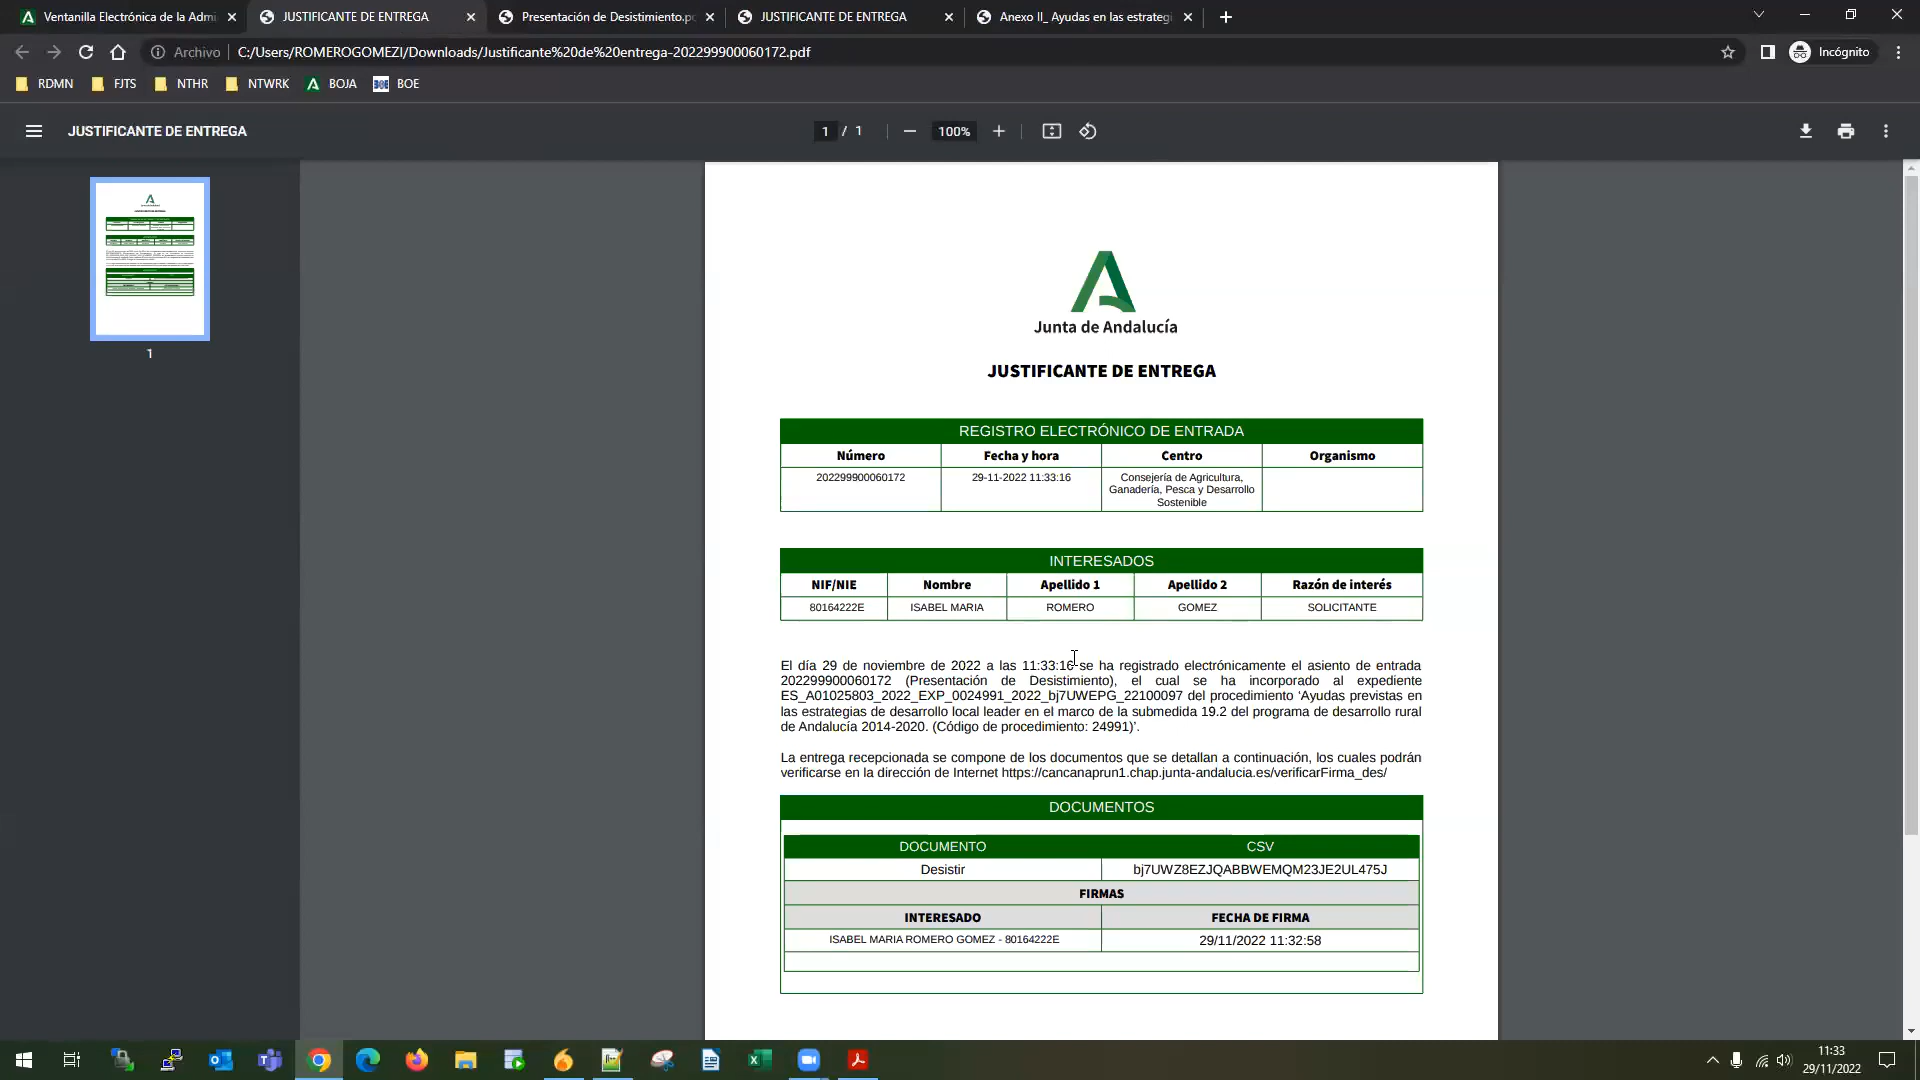 Ventanilla Electrónica de la Admi
JUSTIFICANTE DE ENTREGA
Presentación de Desistimiento.pd
JUSTIFICANTE DE ENTREGA
Anexo II_ Ayudas en las estrategi
Archivo
C:/Users/ROMEROGOMEZI/Downloads/Justificante%20de%20entrega-202299900060172.pdf
Incógnito
RDMN
FJTS
NTHR
NTWRK
BOJA
BOE
JUSTIFICANTE DE ENTREGA
1 / 1
100%
1
Junta de Andalucía
JUSTIFICANTE DE ENTREGA
REGISTRO ELECTRÓNICO DE ENTRADA
Número Fecha y hora Centro Organismo
202299900060172 29-11-2022 11:33:16 Consejería de Agricultura,
Ganadería, Pesca y Desarrollo
Sostenible
INTERESADOS
NIF/NIE Nombre Apellido 1 Apellido 2 Razón de interés
80164222E ISABEL MARIA ROMERO GOMEZ SOLICITANTE
El día 29 de noviembre de 2022 a las 11:33:16 se ha registrado electrónicamente el asiento de entrada
202299900060172 (Presentación de Desistimiento), el cual se ha incorporado al expediente
ES_A01025803_2022_EXP_0024991_2022_bj7UWEPG_22100097 del procedimiento ‘Ayudas previstas en
las estrategias de desarrollo local leader en el marco de la submedida 19.2 del programa de desarrollo rural
de Andalucía 2014-2020. (Código de procedimiento: 24991)’.
La entrega recepcionada se compone de los documentos que se detallan a continuación, los cuales podrán
verificarse en la dirección de Internet https://cancanaprun1.chap.junta-andalucia.es/verificarFirma_des/
DOCUMENTOS
DOCUMENTO CSV
Desistir bj7UWZ8EZJQABBWEMQM23JE2UL475J
FIRMAS
INTERESADO FECHA DE FIRMA
ISABEL MARIA ROMERO GOMEZ - 80164222E 29/11/2022 11:32:58
11:33
29/11/2022